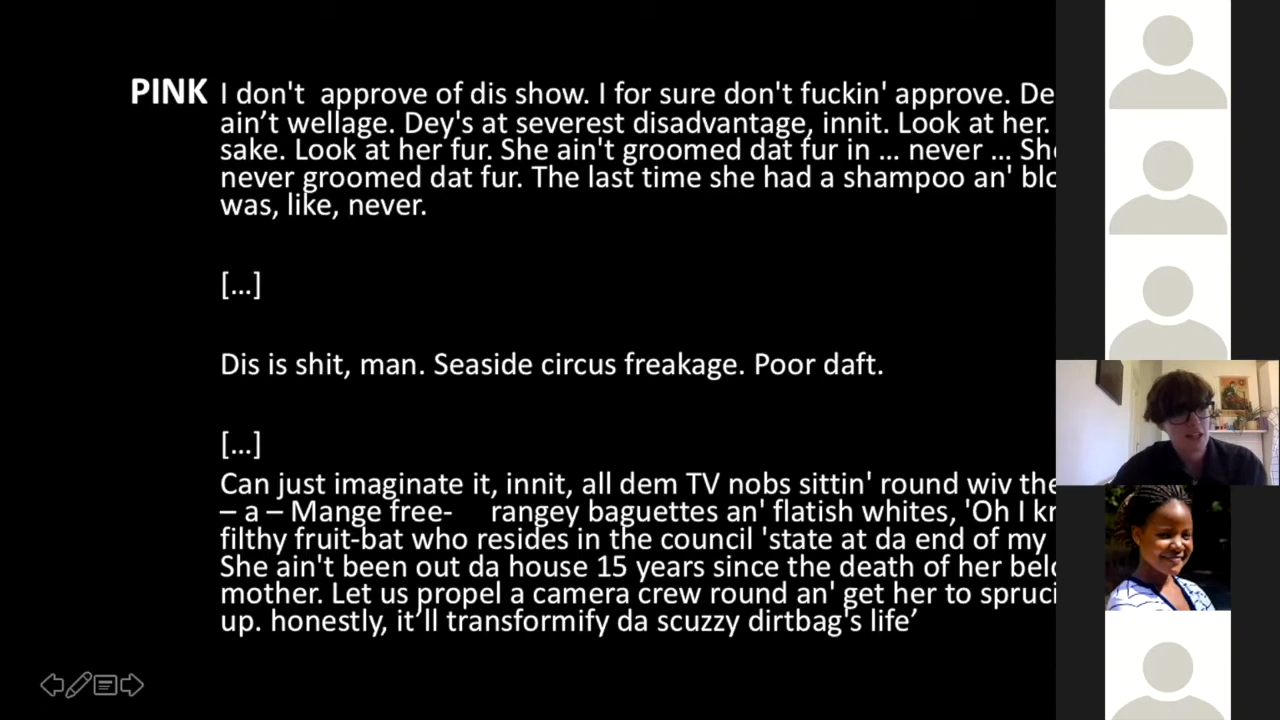 PINK I don't approve of dis show. I for sure don't fuckin' approve. De
ain’t wellage. Dey's at severest disadvantage, innit. Look at her.
sake. Look at her fur. She ain't groomed dat fur in ... never ... Sh
never groomed dat fur. The last time she had a shampoo an' blo
was, like, never.
[...]
Dis is shit, man. Seaside circus freakage. Poor daft.
[...]
Can just imaginate it, innit, all dem TV nobs sittin' round wiv the
– a – Mange free- rangey baguettes an' flatish whites, 'Oh I kr
filthy fruit-bat who resides in the council 'state at da end of my
She ain't been out da house 15 years since the death of her belo
mother. Let us propel a camera crew round an' get her to spruci
up. honestly, it’ll transformify da scuzzy dirtbag's life’